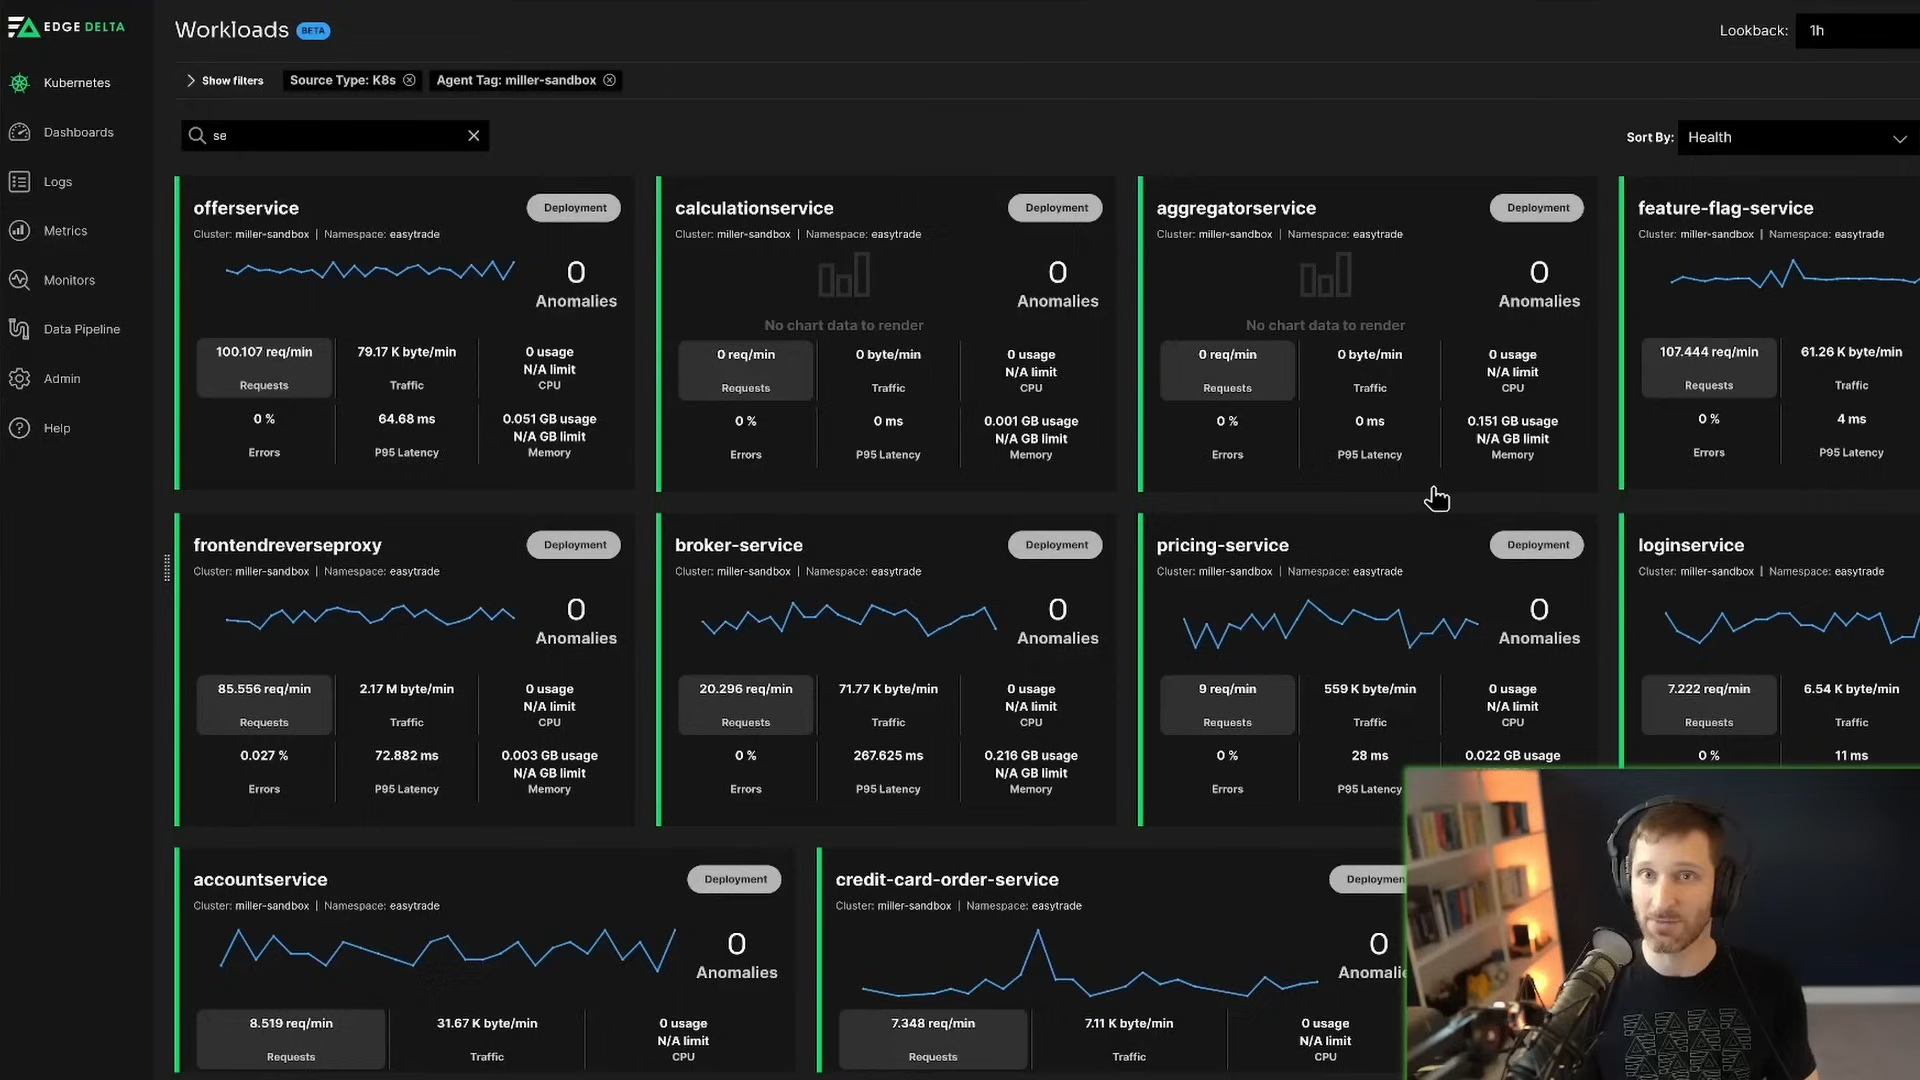 EDGE DELTA
Kubernetes
Dashboards
Logs
Metrics
Monitors
Data Pipeline
Admin
Help
Workloads BETA
Lookback: 1h
Show filters Source Type: K8s Agent Tag: miller-sandbox
se
Sort By: Health
offerservice Deployment
Cluster: miller-sandbox | Namespace: easytrade
0
Anomalies
100.107 req/min
Requests
79.17 K byte/min
Traffic
0 usage
N/A limit
CPU
0 %
Errors
64.68 ms
P95 Latency
0.051 GB usage
N/A GB limit
Memory
calculationservice Deployment
Cluster: miller-sandbox | Namespace: easytrade
No chart data to render
0
Anomalies
0 req/min
Requests
0 byte/min
Traffic
0 usage
N/A limit
CPU
0 %
Errors
0 ms
P95 Latency
0.001 GB usage
N/A GB limit
Memory
aggregatorservice Deployment
Cluster: miller-sandbox | Namespace: easytrade
No chart data to render
0
Anomalies
0 req/min
Requests
0 byte/min
Traffic
0 usage
N/A limit
CPU
0 %
Errors
0 ms
P95 Latency
0.151 GB usage
N/A GB limit
Memory
feature-flag-service
Cluster: miller-sandbox | Namespace: easytrade
107.444 req/min
Requests
61.26 K byte/min
Traffic
0 %
Errors
4 ms
P95 Latency
frontendreverseproxy Deployment
Cluster: miller-sandbox | Namespace: easytrade
0
Anomalies
85.556 req/min
Requests
2.17 M byte/min
Traffic
0 usage
N/A limit
CPU
0.027 %
Errors
72.882 ms
P95 Latency
0.003 GB usage
N/A GB limit
Memory
broker-service Deployment
Cluster: miller-sandbox | Namespace: easytrade
0
Anomalies
20.296 req/min
Requests
71.77 K byte/min
Traffic
0 usage
N/A limit
CPU
0 %
Errors
267.625 ms
P95 Latency
0.216 GB usage
N/A GB limit
Memory
pricing-service Deployment
Cluster: miller-sandbox | Namespace: easytrade
0
Anomalies
9 req/min
Requests
559 K byte/min
Traffic
0 usage
N/A limit
CPU
0 %
Errors
28 ms
P95 Latency
0.022 GB usage
loginservice
Cluster: miller-sandbox | Namespace: easytrade
7.222 req/min
Requests
6.54 K byte/min
Traffic
0 %
11 ms
accountservice Deployment
Cluster: miller-sandbox | Namespace: easytrade
0
Anomalies
8.519 req/min
Requests
31.67 K byte/min
Traffic
0 usage
N/A limit
CPU
credit-card-order-service Deploymen
Cluster: miller-sandbox | Namespace: easytrade
0
Anomalie
7.348 req/min
Requests
7.11 K byte/min
Traffic
0 usage
N/A limit
CPU